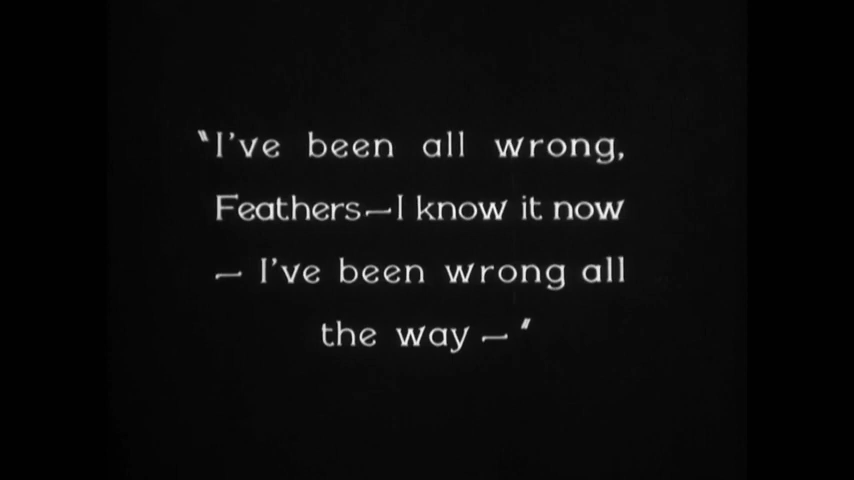 "I've been all wrong,
Feathers—I know it now
— I've been wrong all
the way —"